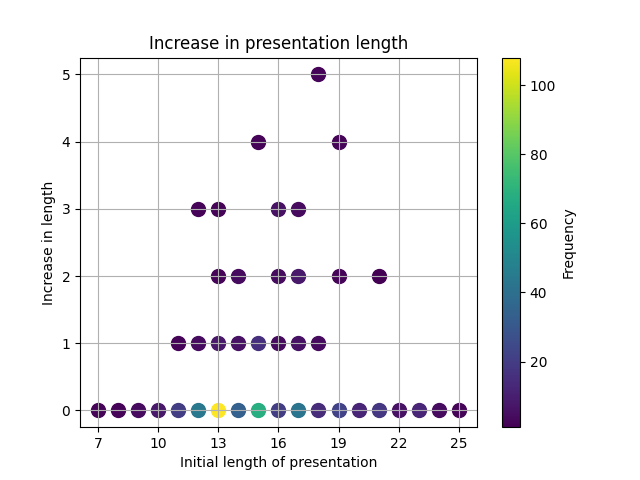 Increase in presentation length
5
4
3
2
1
0
Increase in length
7 10 13 16 19 22 25
Initial length of presentation
100
80
60
40
20
Frequency